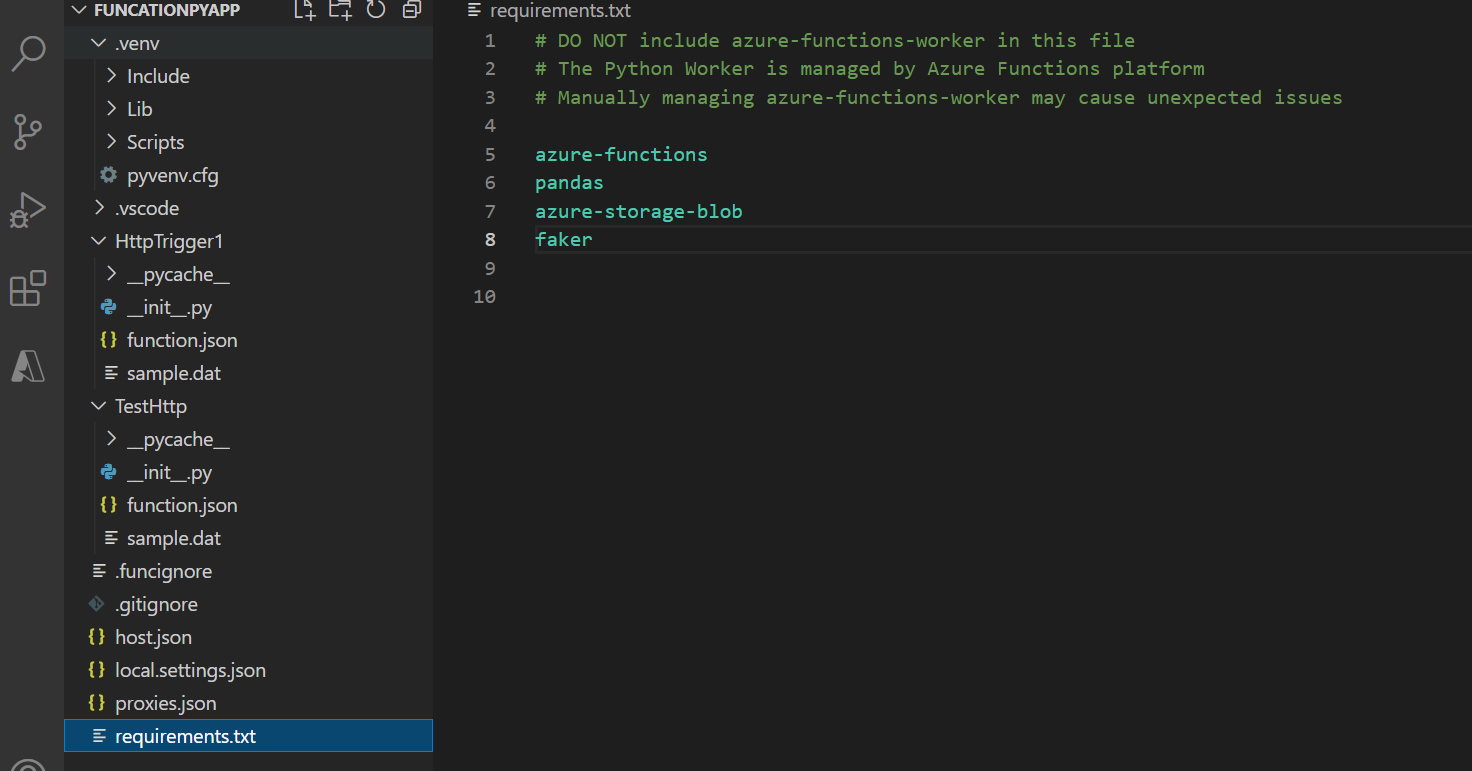 FUNCATIONPYAPP
.venv
Include
Lib
Scripts
pyvenv.cfg
.vscode
HttpTrigger1
__pycache__
__init__.py
{} function.json
sample.dat
TestHttp
__pycache__
__init__.py
{} function.json
sample.dat
.funcignore
.gitignore
{} host.json
{} local.settings.json
{} proxies.json
requirements.txt
requirements.txt
1 # DO NOT include azure-functions-worker in this file
2 # The Python Worker is managed by Azure Functions platform
3 # Manually managing azure-functions-worker may cause unexpected issues
4
5 azure-functions
6 pandas
7 azure-storage-blob
8 faker
9
10